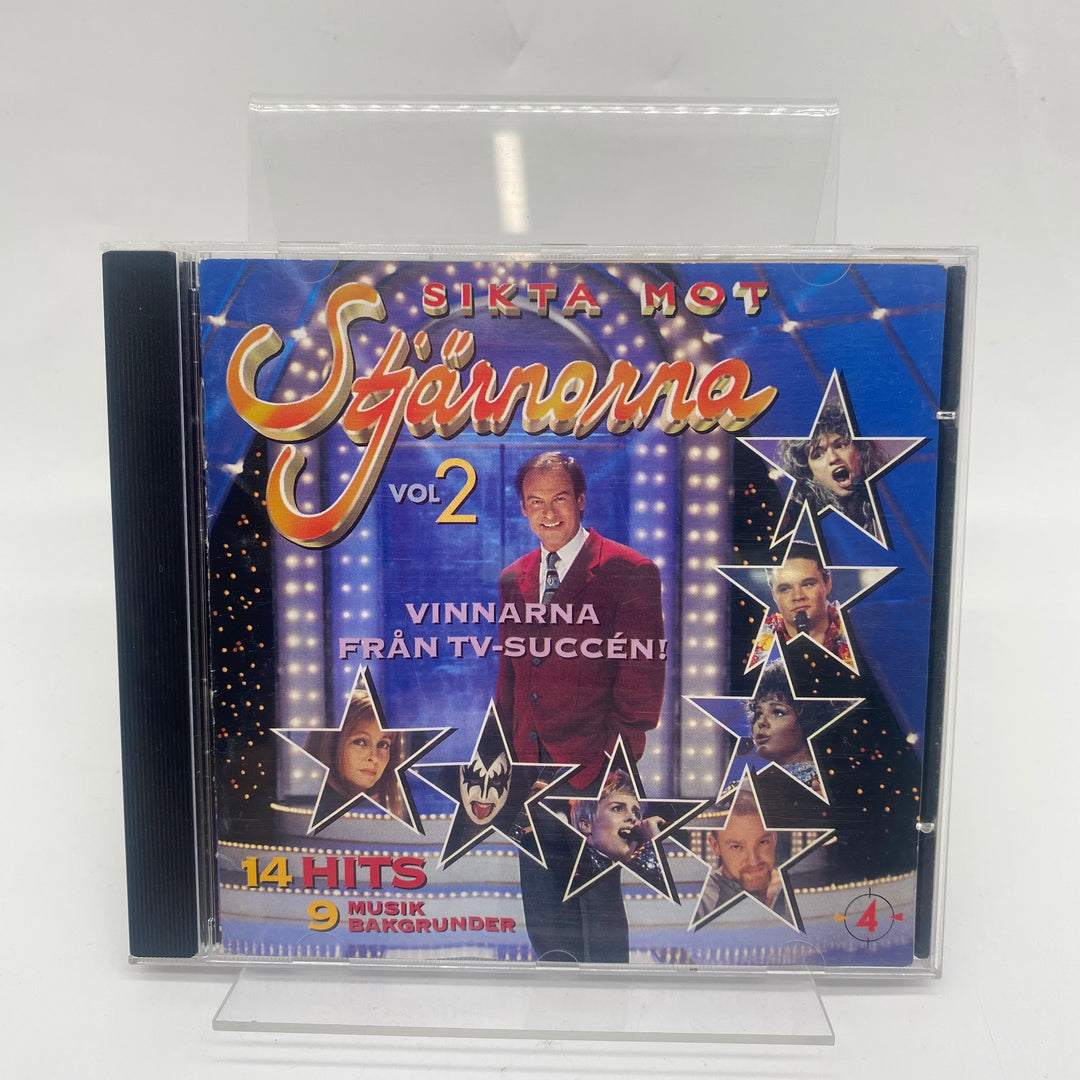 SIKTA MOT
Stjärnorna
VOL 2
VINNARNA
FRÅN TV-SUCCÉN!
14 HITS
9 MUSIK
BAKGRUNDER
4